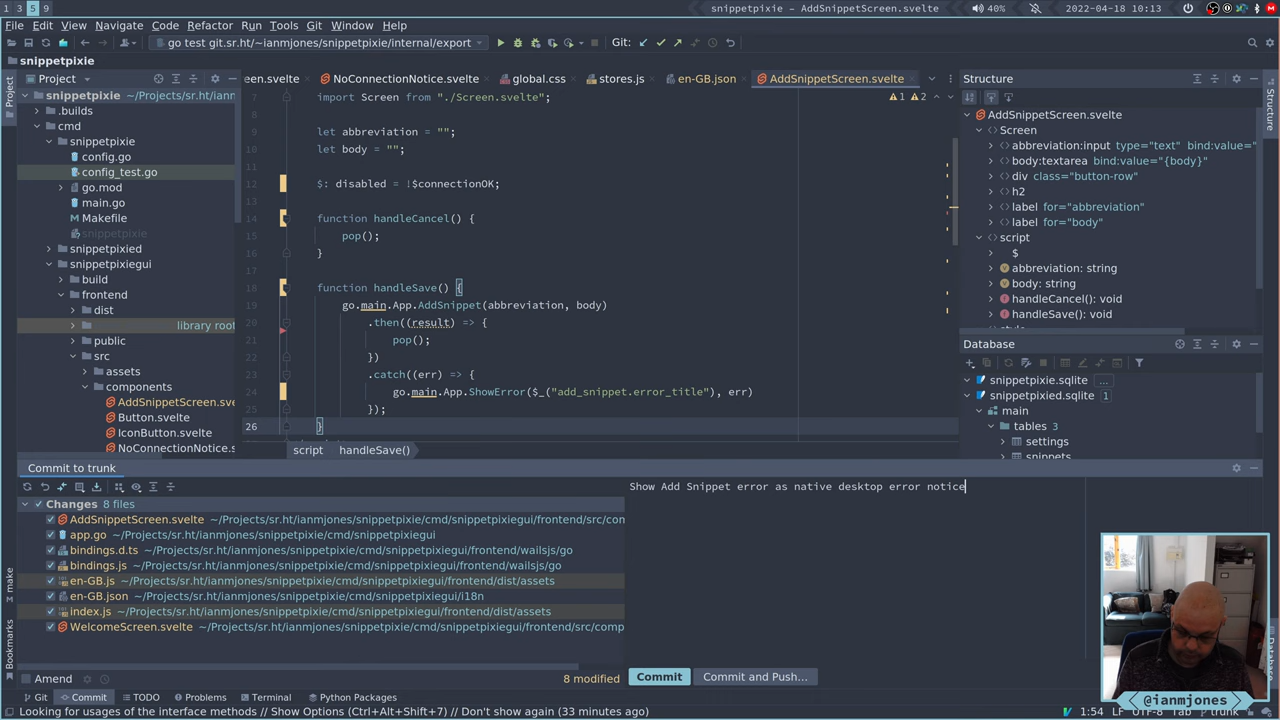 1 3 5 9
snippetpixie – AddSnippetScreen.svelte
40%
2022-04-18 10:13
File Edit View Navigate Commit Code Refactor Run Tools Git Window Help
go test git.sr.ht/~ianmjones/snippetpixie/internal/export
Git:
snippetpixie
Project
Project
een.svelte
NoConnectionNotice.svelte
global.css
stores.js
en-GB.json
AddSnippetScreen.svelte
snippetpixie ~/Projects/sr.ht/ianm
.builds
cmd
snippetpixie
config.go
config_test.go
go.mod
main.go
Makefile
snippetpixie
snippetpixied
snippetpixiegui
build
frontend
dist
library root
public
src
assets
components
AddSnippetScreen.sve
Button.svelte
IconButton.svelte
NoConnectionNotice.
1 2
7 import Screen from "./Screen.svelte";
8
9 let abbreviation = "";
10 let body = "";
11
12 $: disabled = !$connectionOK;
13
14 function handleCancel() {
15 pop();
16 }
17
18 function handleSave() {
19 go.main.App.AddSnippet(abbreviation, body)
20 .then((result) => {
21 pop();
22 })
23 .catch((err) => {
24 go.main.App.ShowError($_("add_snippet.error_title"), err)
25 });
26 }
script handleSave()
Structure
Structure
AddSnippetScreen.svelte
Screen
abbreviation:input type="text" bind:value="
body:textarea bind:value="{body}"
div class="button-row"
h2
label for="abbreviation"
label for="body"
script
$
abbreviation: string
body: string
handleCancel(): void
handleSave(): void
style
Database
snippetpixie.sqlite ...
snippetpixied.sqlite 1
main
tables 3
settings
snippets
Commit to trunk
Changes 8 files
AddSnippetScreen.svelte ~/Projects/sr.ht/ianmjones/snippetpixie/cmd/snippetpixiegui/frontend/src/com
app.go ~/Projects/sr.ht/ianmjones/snippetpixie/cmd/snippetpixiegui
bindings.d.ts ~/Projects/sr.ht/ianmjones/snippetpixie/cmd/snippetpixiegui/frontend/wailsjs/go
bindings.js ~/Projects/sr.ht/ianmjones/snippetpixie/cmd/snippetpixiegui/frontend/wailsjs/go
en-GB.js ~/Projects/sr.ht/ianmjones/snippetpixie/cmd/snippetpixiegui/frontend/dist/assets
en-GB.json ~/Projects/sr.ht/ianmjones/snippetpixie/cmd/snippetpixiegui/i18n
index.js ~/Projects/sr.ht/ianmjones/snippetpixie/cmd/snippetpixiegui/frontend/dist/assets
WelcomeScreen.svelte ~/Projects/sr.ht/ianmjones/snippetpixie/cmd/snippetpixiegui/frontend/src/comp
Show Add Snippet error as native desktop error notice
make
Bookmarks
Amend
8 modified
Commit
Commit and Push...
Git Commit TODO Problems Terminal Python Packages
@ianmjones
Looking for usages of the interface methods // Show Options (Ctrl+Alt+Shift+7) // Don't show again (33 minutes ago)
1:54 LF UTF-8 Tab trunk